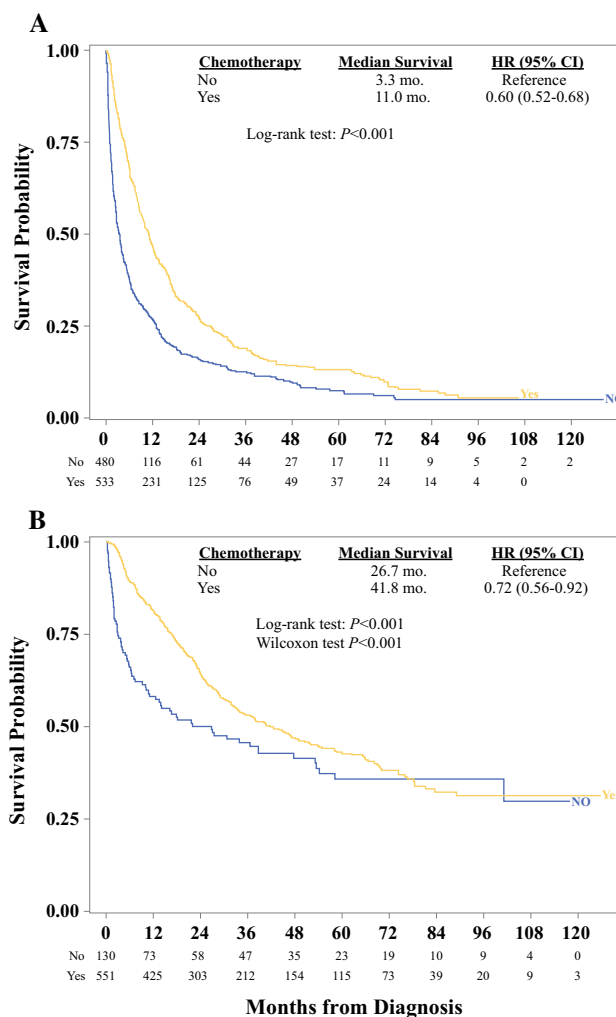 A
1.00
0.75
0.50
0.25
0.00
Survival Probability
Chemotherapy Median Survival HR (95% CI)
No 3.3 mo. Reference
Yes 11.0 mo. 0.60 (0.52-0.68)
Log-rank test: P<0.001
Yes
NO
0 12 24 36 48 60 72 84 96 108 120
No 480 116 61 44 27 17 11 9 5 2 2
Yes 533 231 125 76 49 37 24 14 4 0
B
1.00
0.75
0.50
0.25
0.00
Survival Probability
Chemotherapy Median Survival HR (95% CI)
No 26.7 mo. Reference
Yes 41.8 mo. 0.72 (0.56-0.92)
Log-rank test: P<0.001
Wilcoxon test P<0.001
NO
Yes
0 12 24 36 48 60 72 84 96 108 120
No 130 73 58 47 35 23 19 10 9 4 0
Yes 551 425 303 212 154 115 73 39 20 9 3
Months from Diagnosis